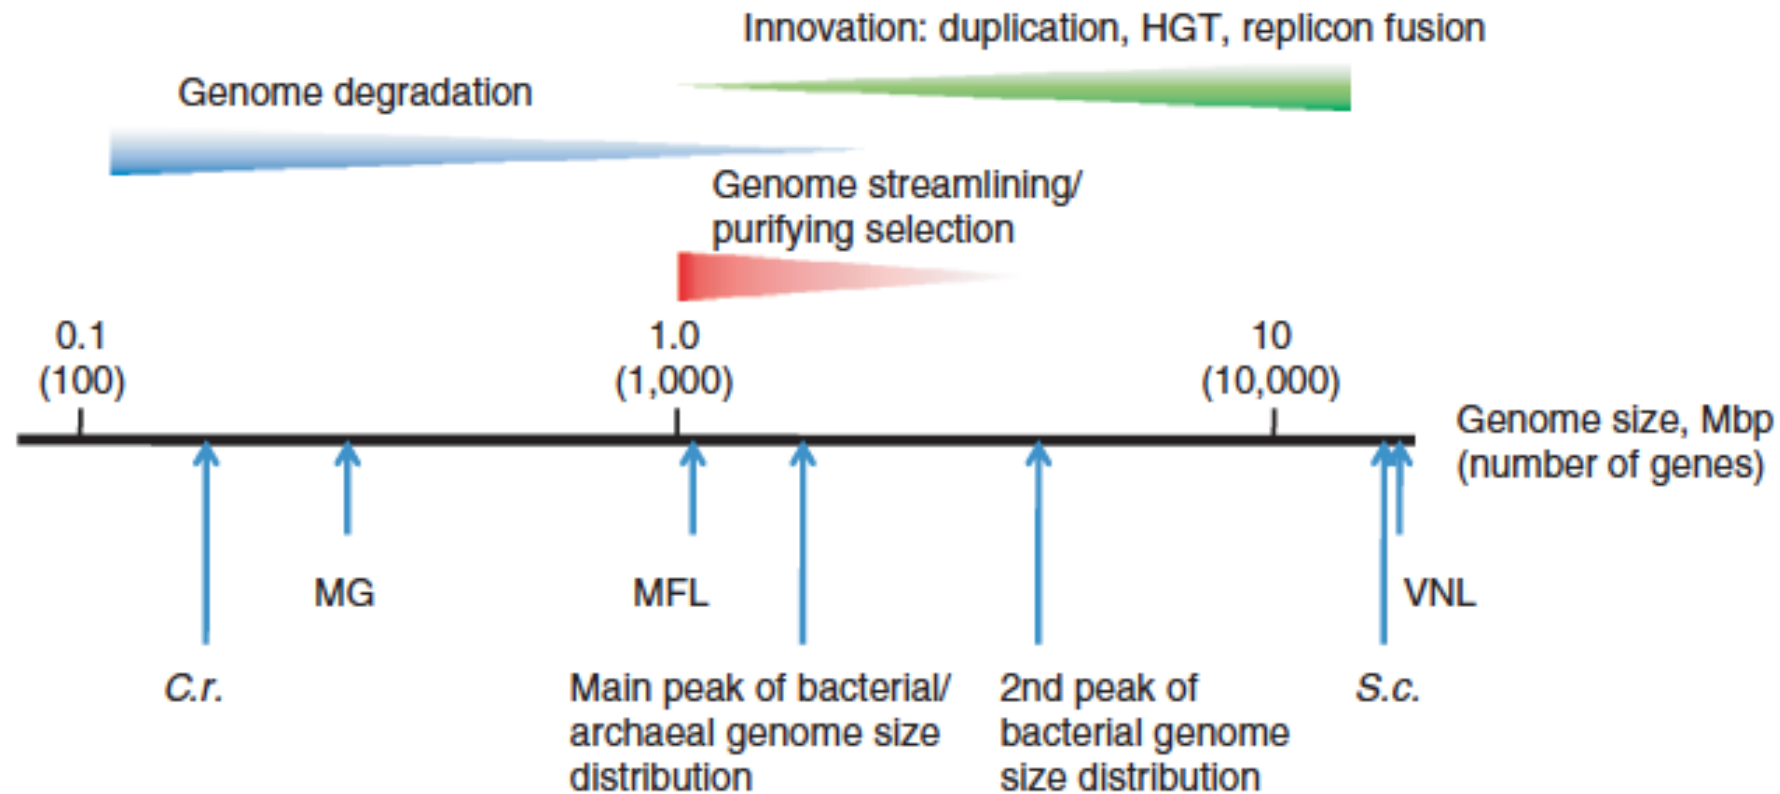 Innovation: duplication, HGT, replicon fusion
Genome degradation
Genome streamlining/
purifying selection
0.1
(100)
1.0
(1,000)
10
(10,000)
Genome size, Mbp
(number of genes)
MG
MFL
VNL
C.r.
Main peak of bacterial/
archaeal genome size
distribution
2nd peak of
bacterial genome
size distribution
S.c.